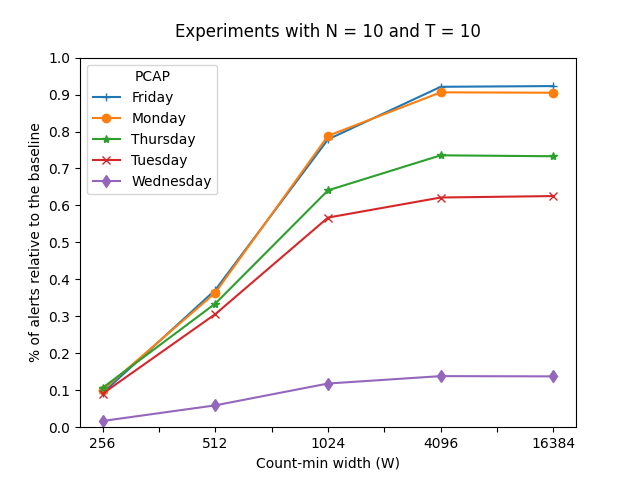 Experiments with N = 10 and T = 10
% of alerts relative to the baseline
1.0
0.9
0.8
0.7
0.6
0.5
0.4
0.3
0.2
0.1
0.0
PCAP
Friday
Monday
Thursday
Tuesday
Wednesday
256 512 1024 4096 16384
Count-min width (W)